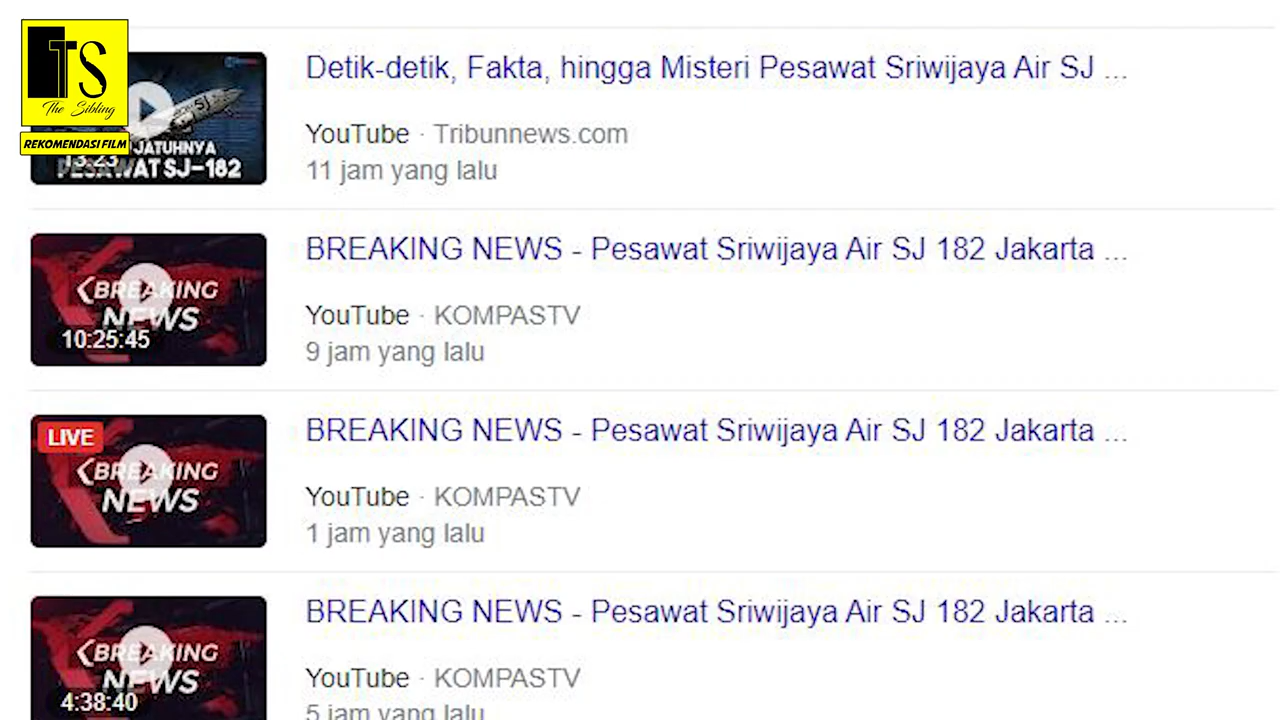 TS
The Sibling
REKOMENDASI FILM
JATUHNYA
13:23
PESAWAT SJ-182
Detik-detik, Fakta, hingga Misteri Pesawat Sriwijaya Air SJ ...
YouTube · Tribunnews.com
11 jam yang lalu
BREAKING
NEWS
10:25:45
BREAKING NEWS - Pesawat Sriwijaya Air SJ 182 Jakarta ...
YouTube · KOMPASTV
9 jam yang lalu
LIVE
BREAKING
NEWS
BREAKING NEWS - Pesawat Sriwijaya Air SJ 182 Jakarta ...
YouTube · KOMPASTV
1 jam yang lalu
BREAKING
NEWS
4:38:40
BREAKING NEWS - Pesawat Sriwijaya Air SJ 182 Jakarta ...
YouTube · KOMPASTV
5 jam yang lalu